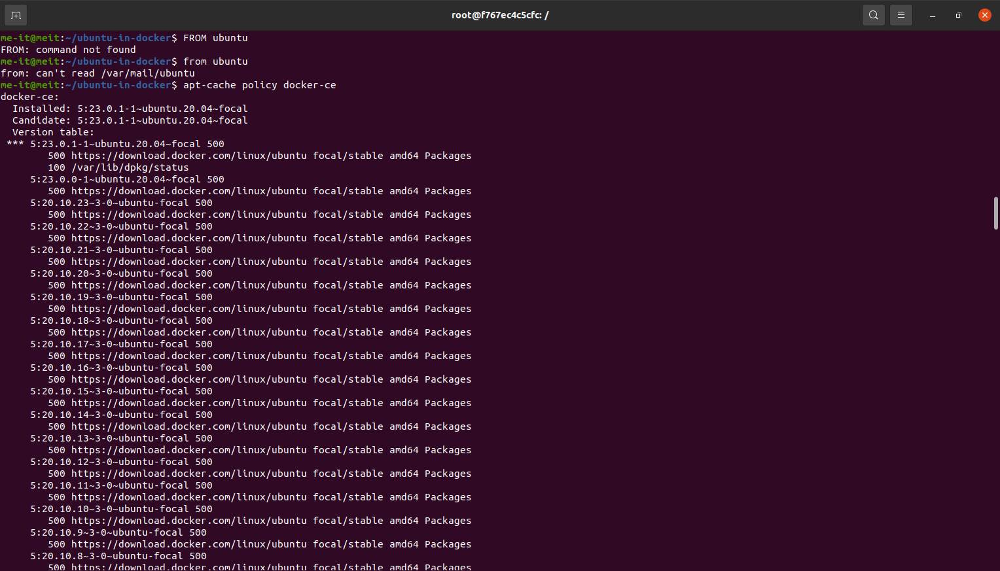 root@f767ec4c5cfc: /
me-it@meit:~/ubuntu-in-docker$ FROM ubuntu
FROM: command not found
me-it@meit:~/ubuntu-in-docker$ from ubuntu
from: can't read /var/mail/ubuntu
me-it@meit:~/ubuntu-in-docker$ apt-cache policy docker-ce
docker-ce:
  Installed: 5:23.0.1-1~ubuntu.20.04~focal
  Candidate: 5:23.0.1-1~ubuntu.20.04~focal
  Version table:
 *** 5:23.0.1-1~ubuntu.20.04~focal 500
        500 https://download.docker.com/linux/ubuntu focal/stable amd64 Packages
        100 /var/lib/dpkg/status
     5:23.0.0-1~ubuntu.20.04~focal 500
        500 https://download.docker.com/linux/ubuntu focal/stable amd64 Packages
     5:20.10.23~3-0~ubuntu-focal 500
        500 https://download.docker.com/linux/ubuntu focal/stable amd64 Packages
     5:20.10.22~3-0~ubuntu-focal 500
        500 https://download.docker.com/linux/ubuntu focal/stable amd64 Packages
     5:20.10.21~3-0~ubuntu-focal 500
        500 https://download.docker.com/linux/ubuntu focal/stable amd64 Packages
     5:20.10.20~3-0~ubuntu-focal 500
        500 https://download.docker.com/linux/ubuntu focal/stable amd64 Packages
     5:20.10.19~3-0~ubuntu-focal 500
        500 https://download.docker.com/linux/ubuntu focal/stable amd64 Packages
     5:20.10.18~3-0~ubuntu-focal 500
        500 https://download.docker.com/linux/ubuntu focal/stable amd64 Packages
     5:20.10.17~3-0~ubuntu-focal 500
        500 https://download.docker.com/linux/ubuntu focal/stable amd64 Packages
     5:20.10.16~3-0~ubuntu-focal 500
        500 https://download.docker.com/linux/ubuntu focal/stable amd64 Packages
     5:20.10.15~3-0~ubuntu-focal 500
        500 https://download.docker.com/linux/ubuntu focal/stable amd64 Packages
     5:20.10.14~3-0~ubuntu-focal 500
        500 https://download.docker.com/linux/ubuntu focal/stable amd64 Packages
     5:20.10.13~3-0~ubuntu-focal 500
        500 https://download.docker.com/linux/ubuntu focal/stable amd64 Packages
     5:20.10.12~3-0~ubuntu-focal 500
        500 https://download.docker.com/linux/ubuntu focal/stable amd64 Packages
     5:20.10.11~3-0~ubuntu-focal 500
        500 https://download.docker.com/linux/ubuntu focal/stable amd64 Packages
     5:20.10.10~3-0~ubuntu-focal 500
        500 https://download.docker.com/linux/ubuntu focal/stable amd64 Packages
     5:20.10.9~3-0~ubuntu-focal 500
        500 https://download.docker.com/linux/ubuntu focal/stable amd64 Packages
     5:20.10.8~3-0~ubuntu-focal 500
        500 https://download.docker.com/linux/ubuntu focal/stable amd64 Packages